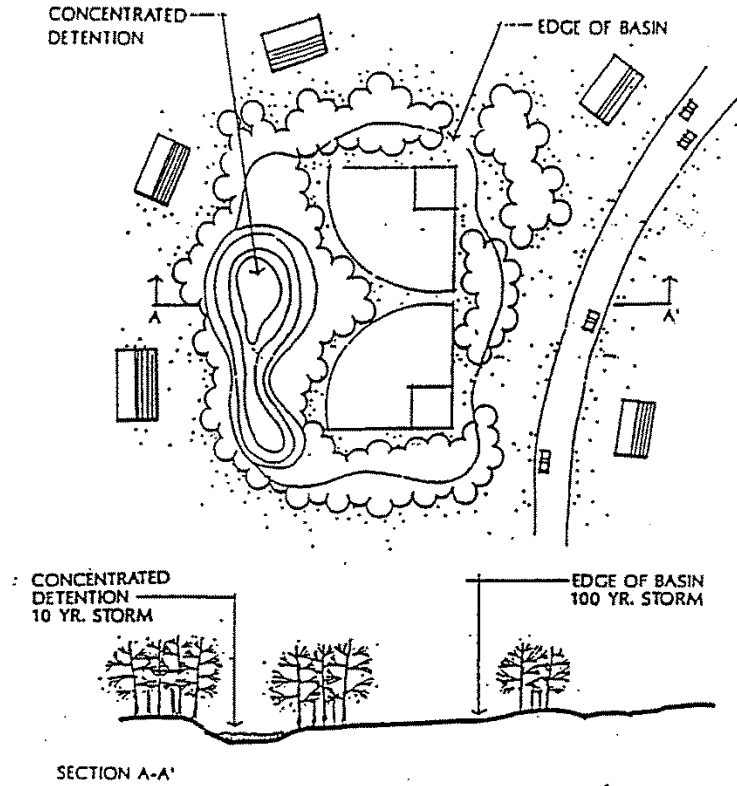 CONCENTRATED
DETENTION
EDGE OF BASIN
A
A'
CONCENTRATED
DETENTION
10 YR. STORM
EDGE OF BASIN
100 YR. STORM
SECTION A-A'